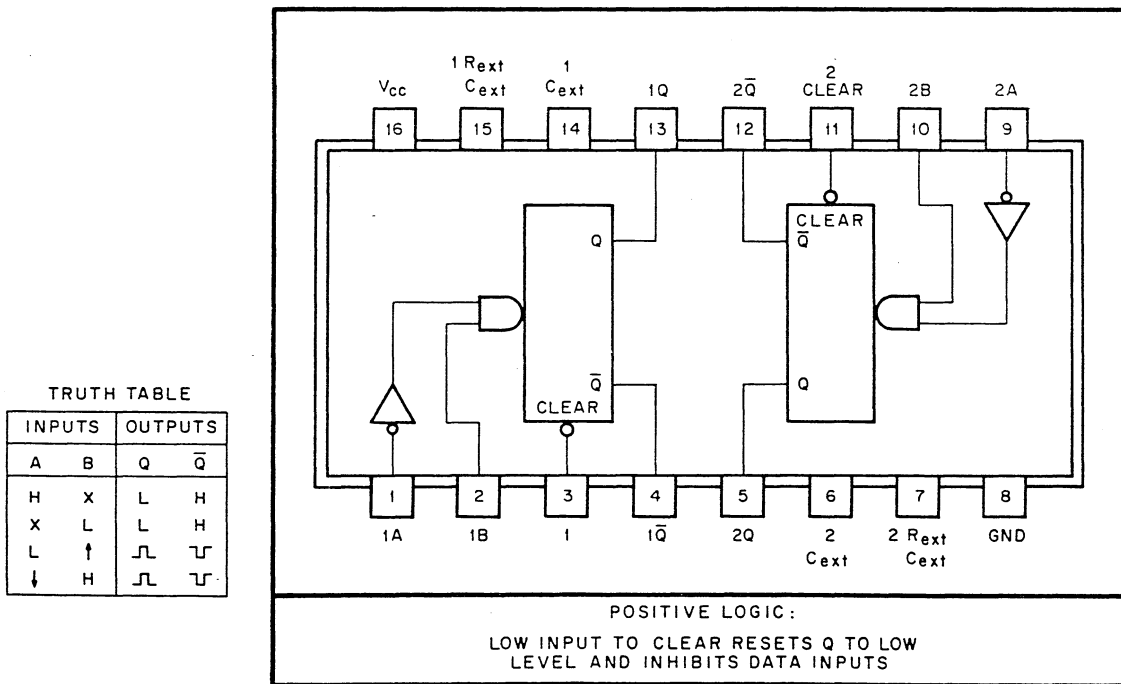 1 Rext 1 2
Vcc Cext Cext 1Q 2Q̅ CLEAR 2B 2A
16 15 14 13 12 11 10 9
CLEAR
Q Q̅
Q̅ Q
CLEAR
1 2 3 4 5 6 7 8
1A 1B 1 1Q̅ 2Q 2 2 Rext GND
Cext Cext
TRUTH TABLE
INPUTS OUTPUTS
A B Q Q̅
H X L H
X L L H
L ↑
↓ H
POSITIVE LOGIC:
LOW INPUT TO CLEAR RESETS Q TO LOW
LEVEL AND INHIBITS DATA INPUTS